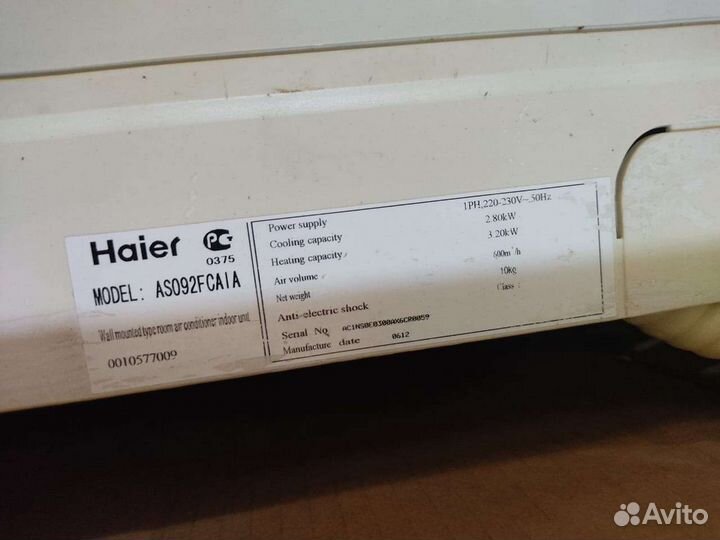 Haier PG
0375
MODEL: AS092FCAIA
Wall mounted type room air conditioner indoor unit
0010577009
Power supply 1PH,220-230V~,50Hz
Cooling capacity 2.80kW
Heating capacity 3.20kW
Air volume 600m³/h
Net weight 10kg
Anti-electric shock Class :
Serial No AC1NS0E0300AK6CR0059
Manufacture date 0612
Avito